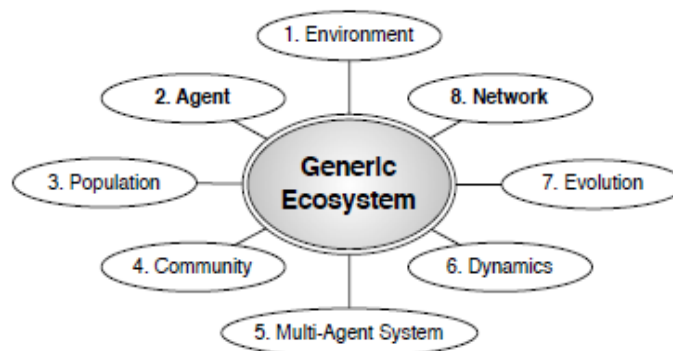 1. Environment
2. Agent
8. Network
Generic
Ecosystem
3. Population
7. Evolution
4. Community
6. Dynamics
5. Multi-Agent System